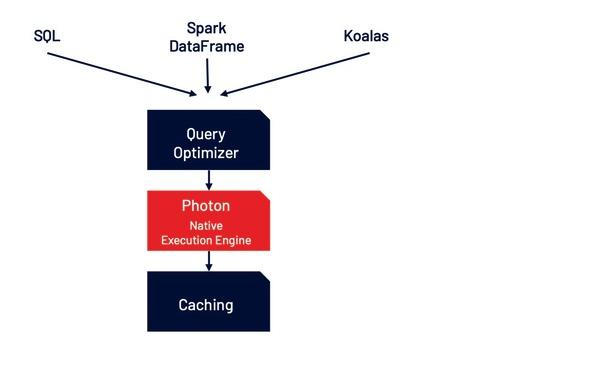 SQL
Spark
DataFrame
Koalas
Query
Optimizer
Photon
Native
Execution Engine
Caching